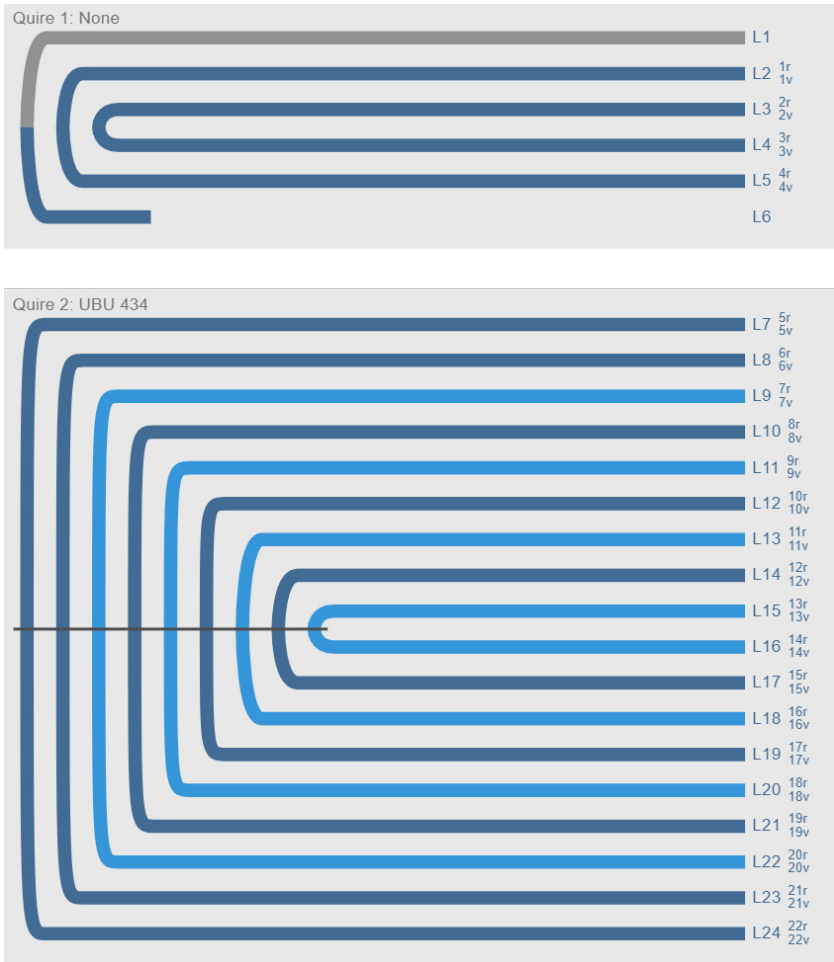 Quire 1: None
L1
L2 1r 1v
L3 2r 2v
L4 3r 3v
L5 4r 4v
L6
Quire 2: UBU 434
L7 5r 5v
L8 6r 6v
L9 7r 7v
L10 8r 8v
L11 9r 9v
L12 10r 10v
L13 11r 11v
L14 12r 12v
L15 13r 13v
L16 14r 14v
L17 15r 15v
L18 16r 16v
L19 17r 17v
L20 18r 18v
L21 19r 19v
L22 20r 20v
L23 21r 21v
L24 22r 22v